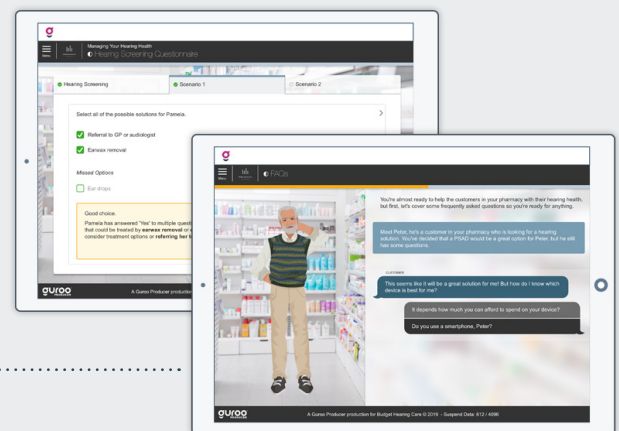 g
Managing Your Hearing Health
Hearing Screening Questionnaire
Menu
Hearing Screening
Scenario 1
Scenario 2
Select all of the possible solutions for Pamela.
Referral to GP or audiologist
Earwax removal
Missed Options
Ear drops
Good choice.
Pamela has answered 'Yes' to multiple quest
that could be treated by earwax removal or
consider treatment options or referring her t
guroo
PRODUCER
A Guroo Producer production
g
Menu
FAQs
You're almost ready to help the customers in your pharmacy with their hearing health,
but first, let's cover some frequently asked questions so you're ready for anything.
Meet Peter, he's a customer in your pharmacy who is looking for a hearing
solution. You've decided that a PSAD would be a great option for Peter, but he still
has some questions.
CUSTOMER
This seems like it will be a great solution for me! But how do I know which
device is best for me?
It depends how much you can afford to spend on your device?
Do you use a smartphone, Peter?
guroo
PRODUCER
A Guroo Producer production for Budget Hearing Care © 2019 - Suspend Data: 612 / 4096